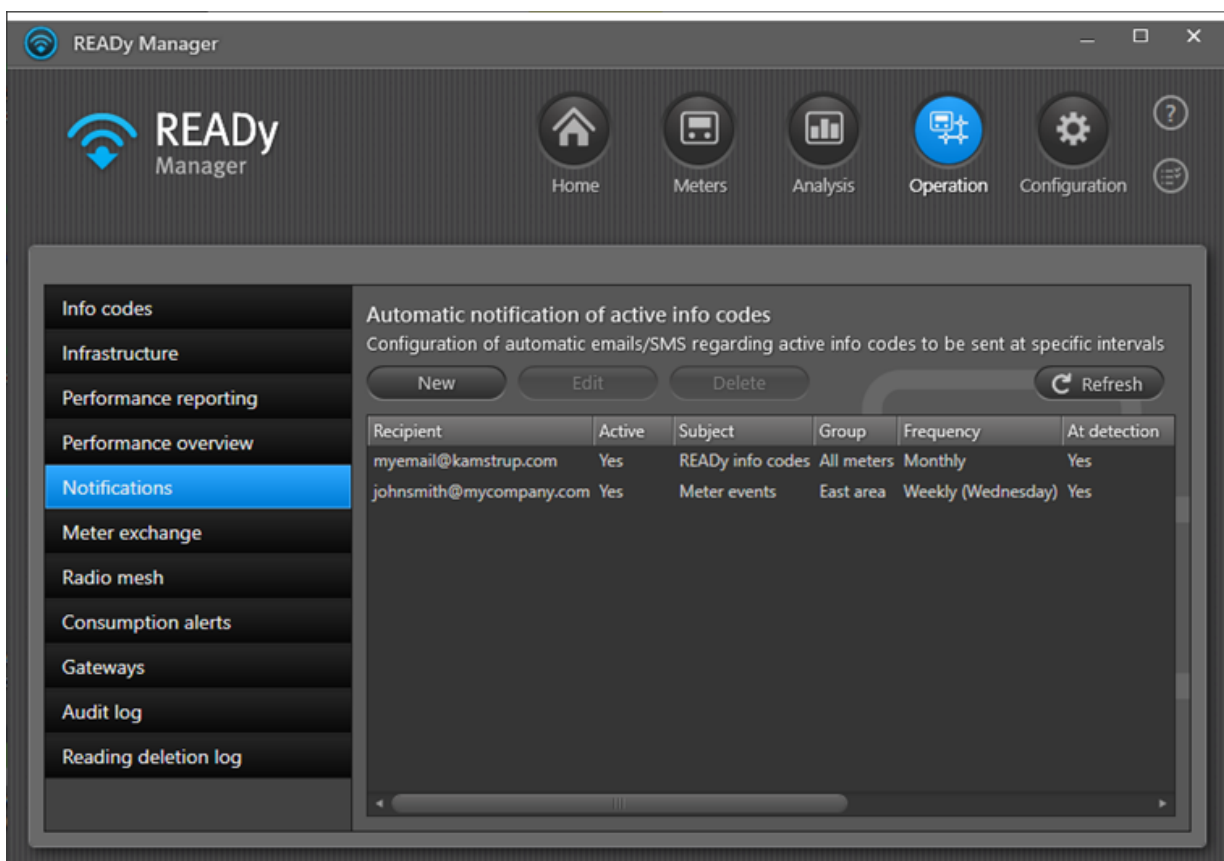 READy Manager
READy
Manager
?
Home Meters Analysis Operation Configuration
Info codes
Infrastructure
Performance reporting
Performance overview
Notifications
Meter exchange
Radio mesh
Consumption alerts
Gateways
Audit log
Reading deletion log
Automatic notification of active info codes
Configuration of automatic emails/SMS regarding active info codes to be sent at specific intervals
New Edit Delete Refresh
Recipient Active Subject Group Frequency At detection
myemail@kamstrup.com Yes READy info codes All meters Monthly Yes
johnsmith@mycompany.com Yes Meter events East area Weekly (Wednesday) Yes